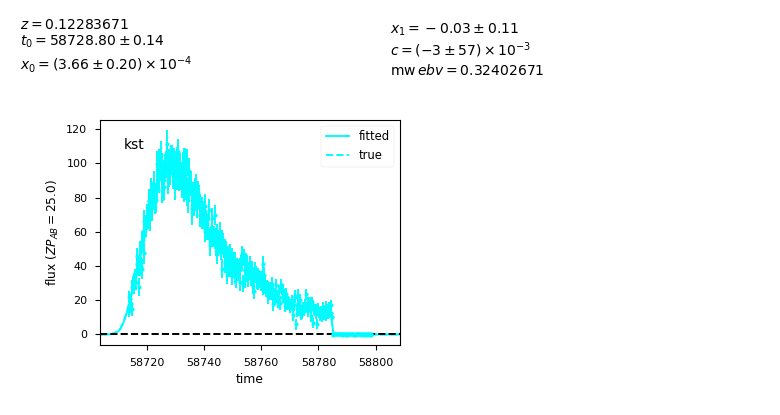 z = 0.12283671
t₀ = 58728.80 ± 0.14
x₀ = (3.66 ± 0.20) × 10⁻⁴
x₁ = − 0.03 ± 0.11
c = (−3 ± 57) × 10⁻³
mw ebv = 0.32402671
kst
fitted
true
120
100
80
60
40
20
0
flux (ZP_AB = 25.0)
58720 58740 58760 58780 58800
time